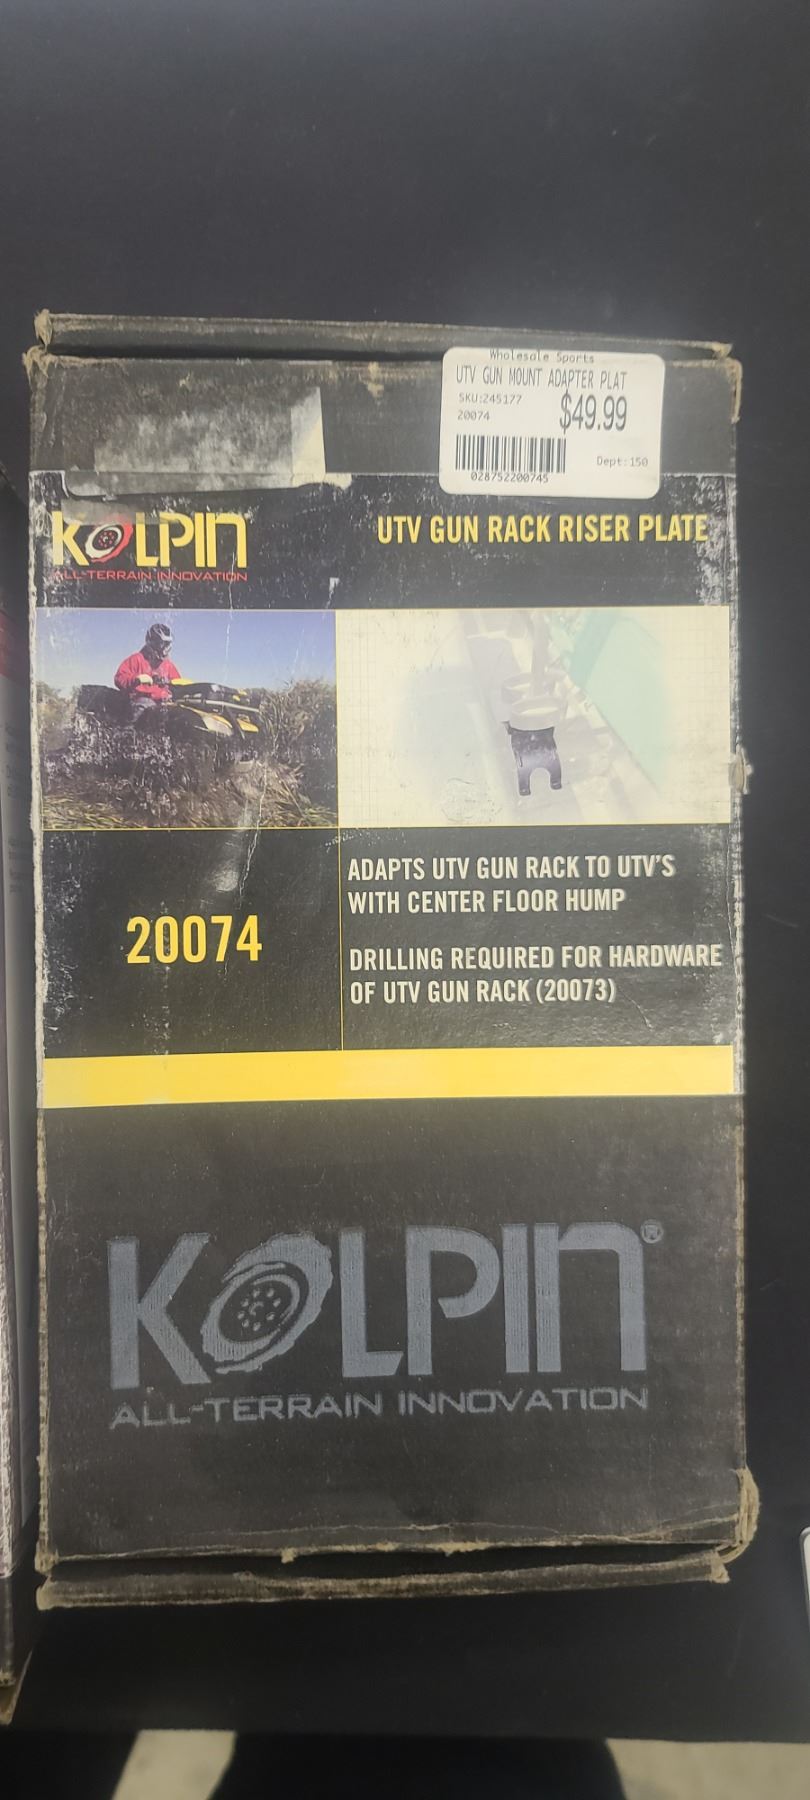 Wholesale Sports
UTV GUN MOUNT ADAPTER PLAT
SKU:245177
20074
$49.99
Dept:150
028752200745
KOLPIN
ALL-TERRAIN INNOVATION
UTV GUN RACK RISER PLATE
20074
ADAPTS UTV GUN RACK TO UTV'S
WITH CENTER FLOOR HUMP
DRILLING REQUIRED FOR HARDWARE
OF UTV GUN RACK (20073)
KOLPIN®
ALL-TERRAIN INNOVATION